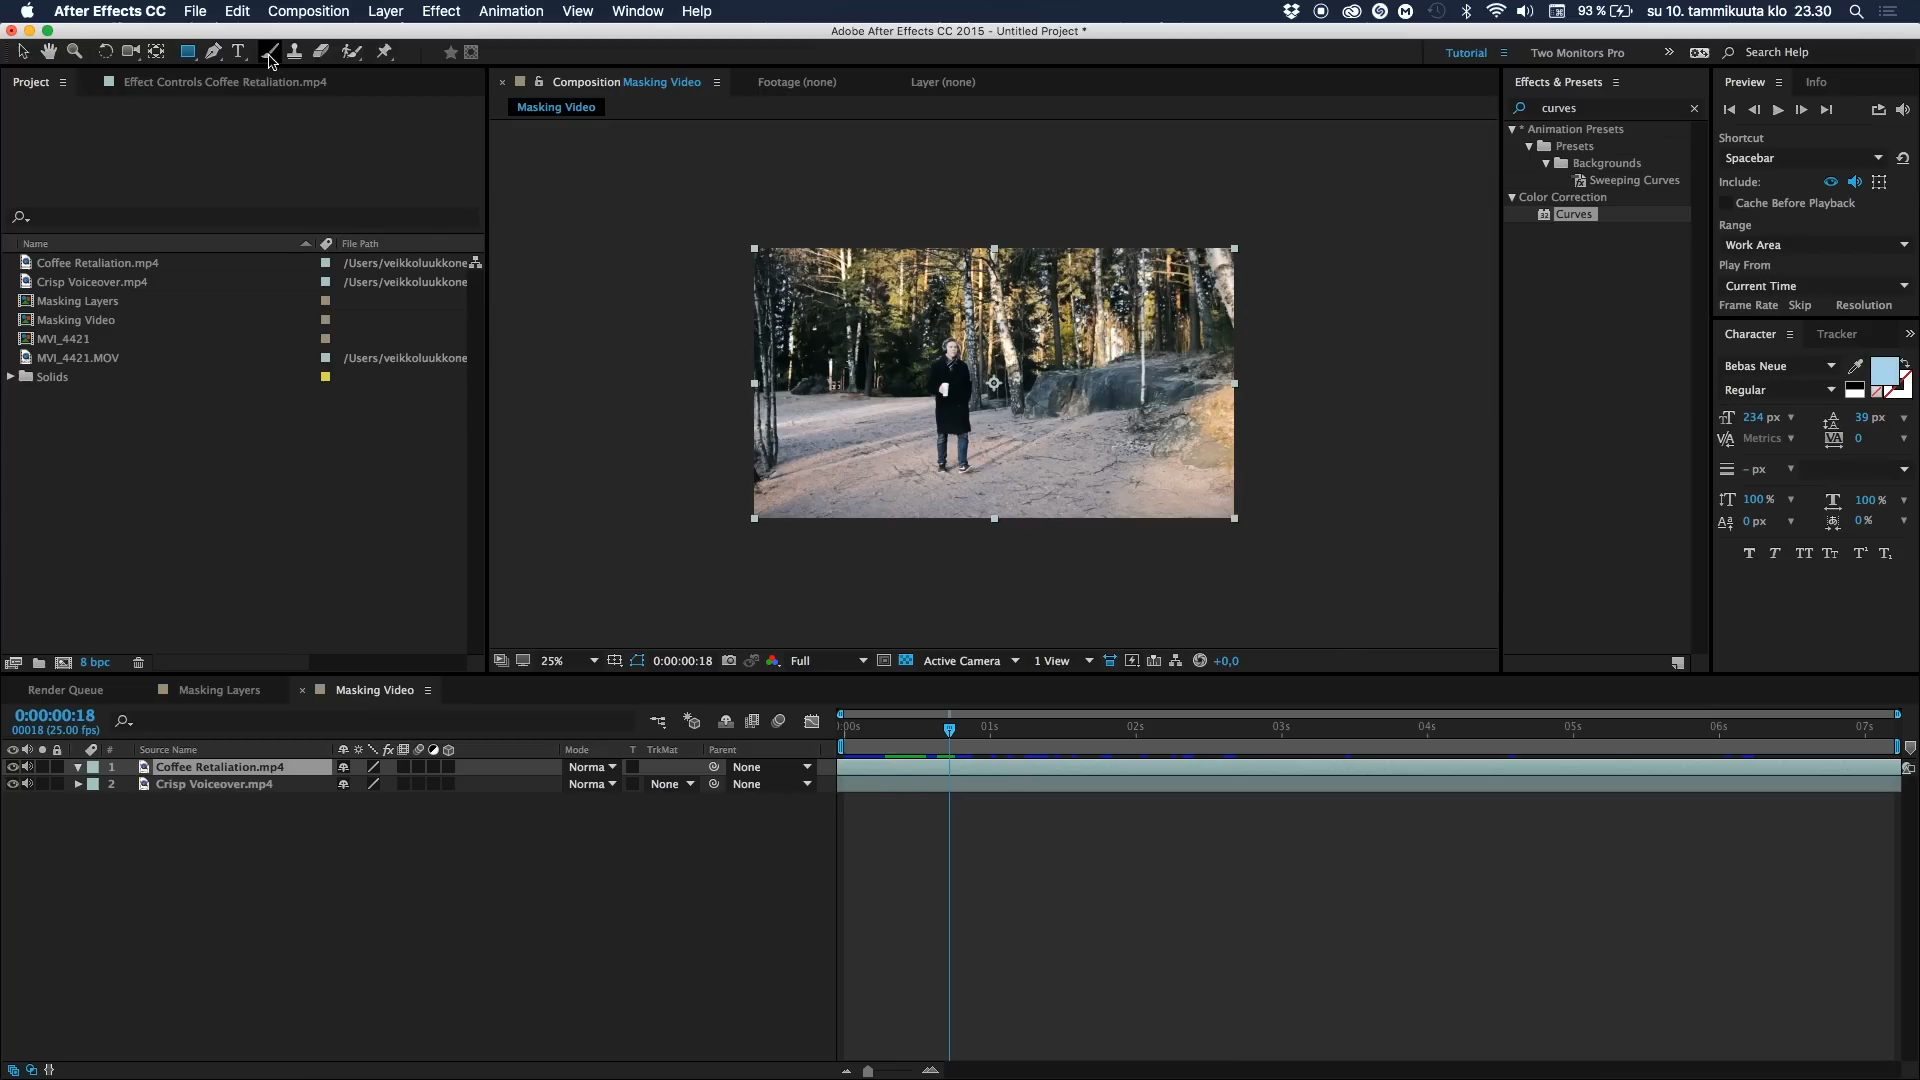 After Effects CC File Edit Composition Layer Effect Animation View Window Help 93 % su 10. tammikuuta klo 23.30
Adobe After Effects CC 2015 - Untitled Project *
Tutorial Two Monitors Pro Search Help
Project Effect Controls Coffee Retaliation.mp4
Composition Masking Video Footage (none) Layer (none)
Effects & Presets
Preview Info
Masking Video
curves
* Animation Presets
Presets
Backgrounds
Sweeping Curves
Color Correction
Curves
Shortcut
Spacebar
Include:
Cache Before Playback
Range
Work Area
Play From
Current Time
Frame Rate Skip Resolution
Character Tracker
Bebas Neue
Regular
234 px 39 px
Metrics 0
- px
100 % 100 %
0 px 0 %
T T TT Tт T¹ T₁
Name File Path
Coffee Retaliation.mp4 /Users/veikkoluukkone
Crisp Voiceover.mp4 /Users/veikkoluukkone
Masking Layers
Masking Video
MVI_4421
MVI_4421.MOV /Users/veikkoluukkone
Solids
8 bpc
25% 0:00:00:18 Full Active Camera 1 View +0,0
Render Queue Masking Layers Masking Video
0:00:00:18
00018 (25.00 fps)
):00s 01s 02s 03s 04s 05s 06s 07s
# Source Name fx Mode T TrkMat Parent
1 Coffee Retaliation.mp4 Norma None
2 Crisp Voiceover.mp4 Norma None None